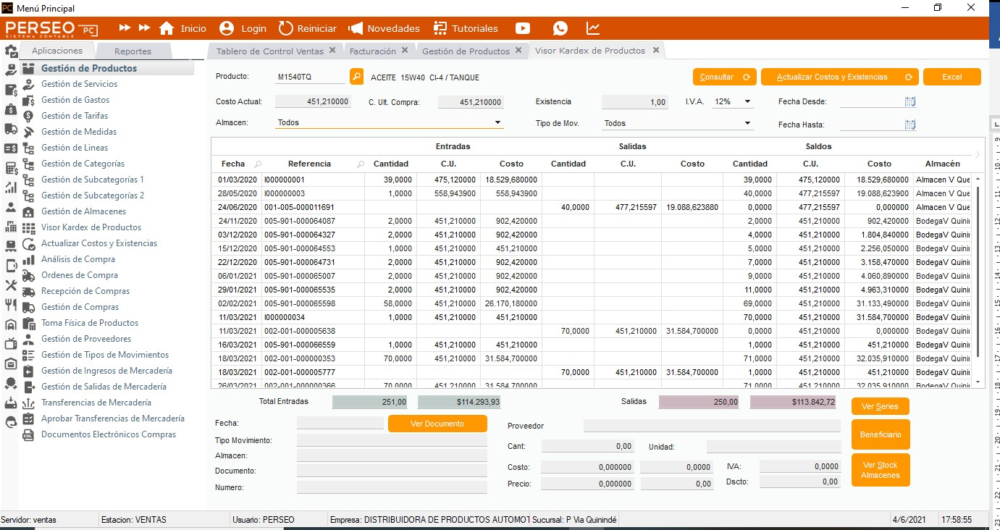 PC Menú Principal
PERSEO PC
SISTEMA CONTABLE
Inicio Login Reiniciar Novedades Tutoriales
Aplicaciones Reportes
Tablero de Control Ventas Facturación Gestión de Productos Visor Kardex de Productos
Gestión de Productos
Gestión de Servicios
Gestión de Gastos
Gestión de Tarifas
Gestión de Medidas
Gestión de Lineas
Gestión de Categorías
Gestión de Subcategorías 1
Gestión de Subcategorías 2
Gestión de Almacenes
Visor Kardex de Productos
Actualizar Costos y Existencias
Análisis de Compra
Ordenes de Compra
Recepción de Compras
Gestión de Compras
Toma Física de Productos
Gestión de Proveedores
Gestión de Tipos de Movimientos
Gestión de Ingresos de Mercadería
Gestión de Salidas de Mercadería
Transferencias de Mercadería
Aprobar Transferencias de Mercadería
Documentos Electrónicos Compras
Producto: M1540TQ ACEITE 15W40 CI-4 / TANQUE Consultar Actualizar Costos y Existencias Excel
Costo Actual: 451,210000 C. Ult. Compra: 451,210000 Existencia 1,00 I.V.A. 12% Fecha Desde:
Almacen: Todos Tipo de Mov. Todos Fecha Hasta:
Entradas Salidas Saldos
Fecha Referencia Cantidad C.U. Costo Cantidad C.U. Costo Cantidad C.U. Costo Almacén
01/03/2020 I000000001 39,0000 475,120000 18.529,680000 39,0000 475,120000 18.529,680000 Almacen V Que
28/05/2020 I000000003 1,0000 558,943900 558,943900 40,0000 477,215597 19.088,623900 Almacen V Que
24/06/2020 001-005-000011691 40,0000 477,215597 19.088,623880 0,0000 477,215597 0,000000 Almacen V Que
24/11/2020 005-901-000064087 2,0000 451,210000 902,420000 2,0000 451,210000 902,420000 BodegaV Quini
03/12/2020 005-901-000064327 2,0000 451,210000 902,420000 4,0000 451,210000 1.804,840000 BodegaV Quini
15/12/2020 005-901-000064553 1,0000 451,210000 451,210000 5,0000 451,210000 2.256,050000 BodegaV Quini
22/12/2020 005-901-000064731 2,0000 451,210000 902,420000 7,0000 451,210000 3.158,470000 BodegaV Quini
06/01/2021 005-901-000065007 2,0000 451,210000 902,420000 9,0000 451,210000 4.060,890000 BodegaV Quini
29/01/2021 005-901-000065535 2,0000 451,210000 902,420000 11,0000 451,210000 4.963,310000 BodegaV Quini
02/02/2021 005-901-000065598 58,0000 451,210000 26.170,180000 69,0000 451,210000 31.133,490000 BodegaV Quini
11/03/2021 I000000034 1,0000 451,210000 451,210000 70,0000 451,210000 31.584,700000 BodegaV Quini
11/03/2021 002-001-000005638 70,0000 451,210000 31.584,700000 0,0000 451,210000 0,000000 BodegaV Quini
16/03/2021 005-901-000066559 1,0000 451,210000 451,210000 1,0000 451,210000 451,210000 BodegaV Quini
18/03/2021 002-001-000000353 70,0000 451,210000 31.584,700000 71,0000 451,210000 32.035,910000 BodegaV Quini
18/03/2021 002-001-000005777 70,0000 451,210000 31.584,700000 1,0000 451,210000 451,210000 BodegaV Quini
26/03/2021 002-001-000000366 70,0000 451,210000 31.584,700000 71,0000 451,210000 32.035,910000 BodegaV Quini
Total Entradas 251,00 $114.293,93 Salidas 250,00 $113.842,72 Ver Series
Fecha: Ver Documento Proveedor Beneficiario
Tipo Movimiento: Cant: 0,00 Unidad:
Almacen:
Documento: Costo: 0,000000 0,0000 IVA: 0,0000 Ver Stock Almacenes
Numero: Precio: 0,000000 0,00 Dscto: 0,00
Servidor: ventas Estacion: VENTAS Usuario: PERSEO Empresa: DISTRIBUIDORA DE PRODUCTOS AUTOMOT Sucursal: P Via Quinindé 4/6/2021 17:58:55